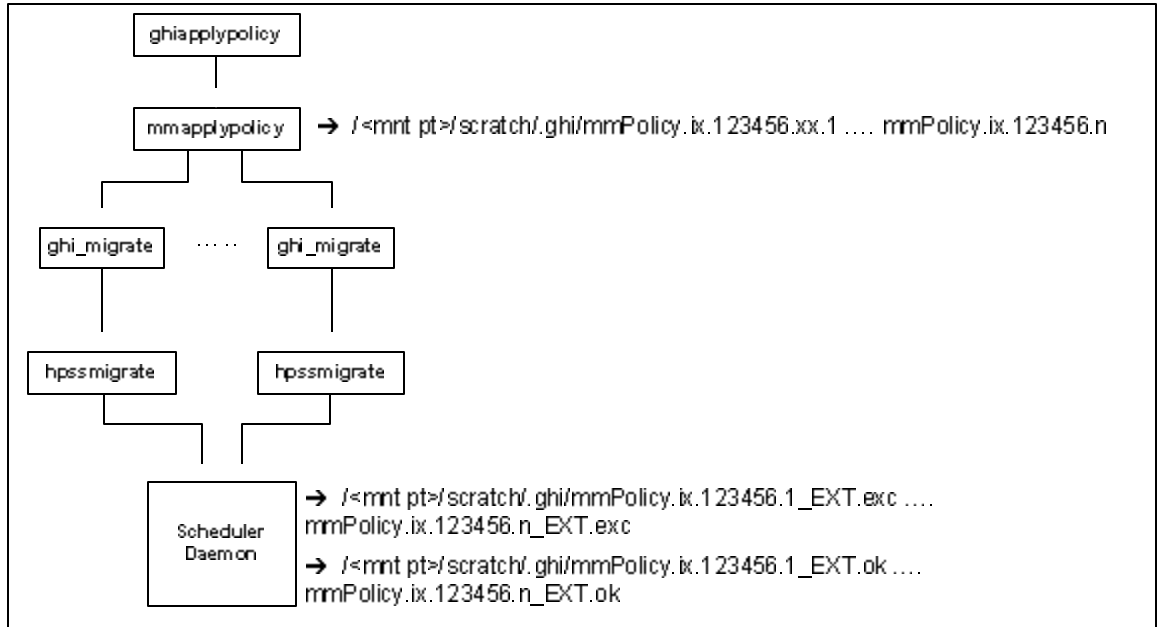 ghiapplypolicy
mmapplypolicy
➔ /<mnt pt>/scratch/.ghi/mmPolicy.ix.123456.xx.1 .... mmPolicy.ix.123456.n
ghi_migrate ..... ghi_migrate
hpssmigrate hpssmigrate
Scheduler
Daemon
➔ /<mnt pt>/scratch/.ghi/mmPolicy.ix.123456.1_EXT.exc ....
mmPolicy.ix.123456.n_EXT.exc
➔ /<mnt pt>/scratch/.ghi/mmPolicy.ix.123456.1_EXT.ok ....
mmPolicy.ix.123456.n_EXT.ok